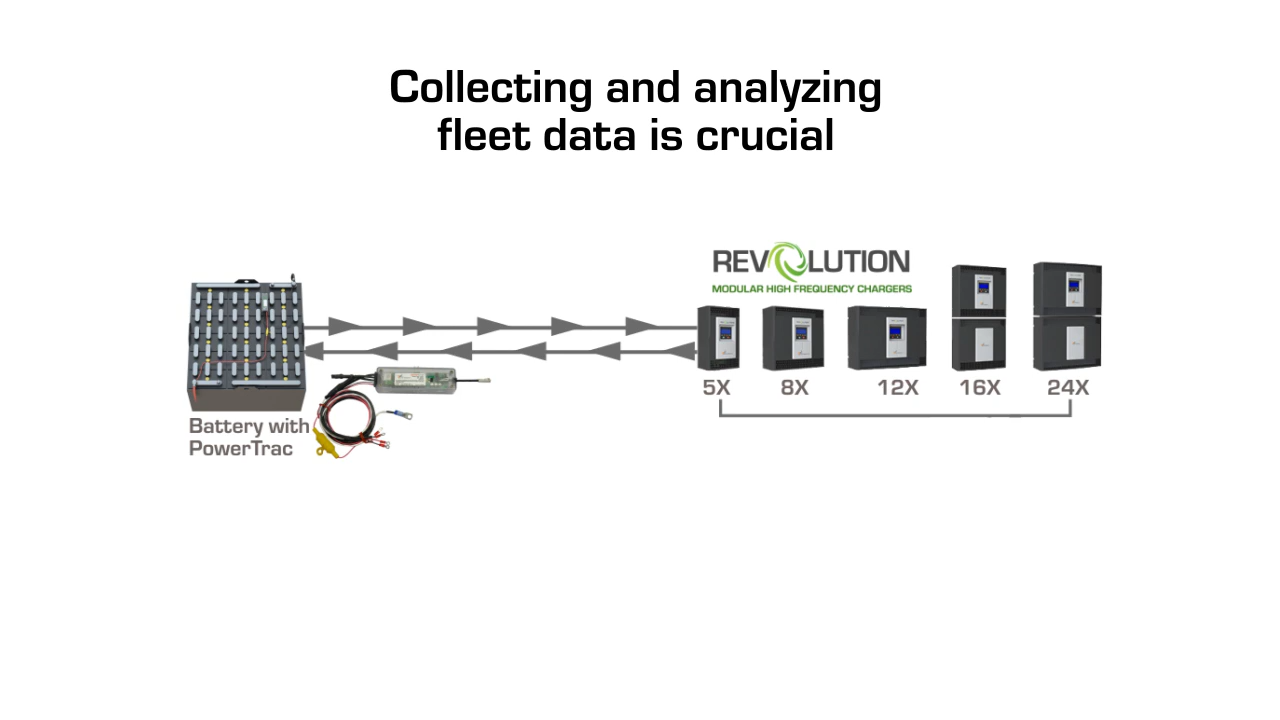 Collecting and analyzing
fleet data is crucial
REVOLUTION
MODULAR HIGH FREQUENCY CHARGERS
5X
8X
12X
16X
24X
Battery with
PowerTrac